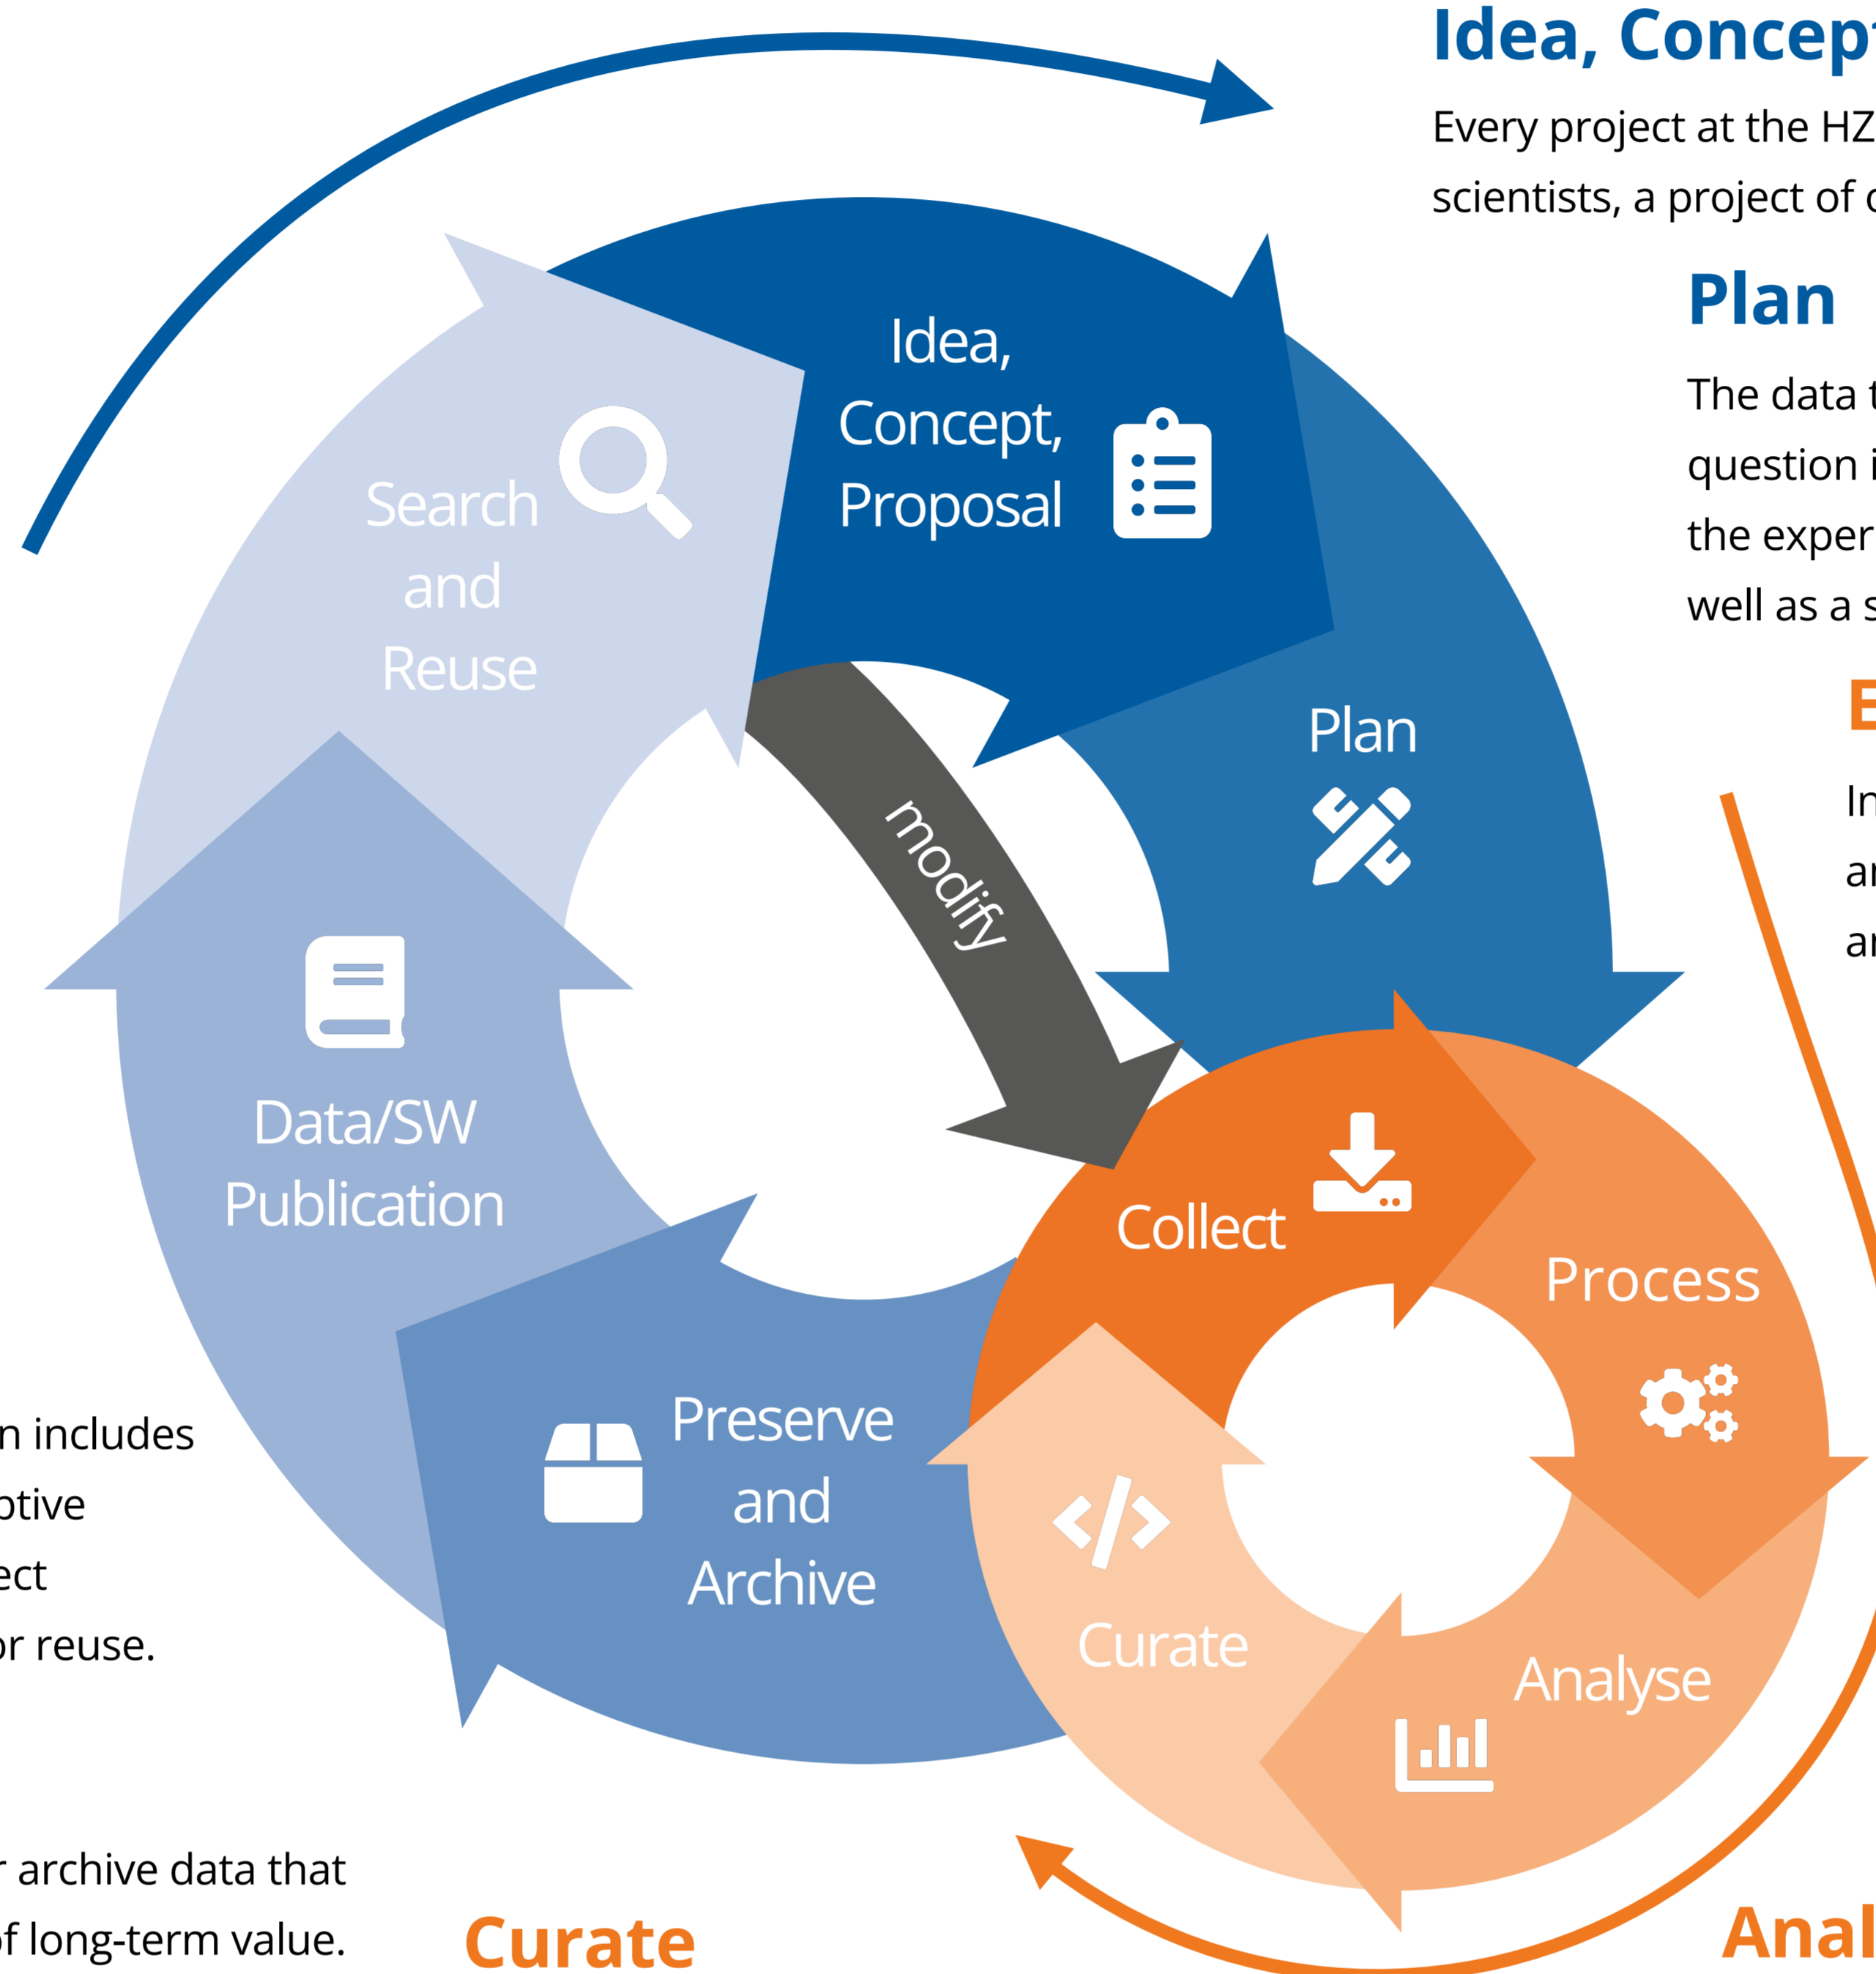 Idea, Concept
Every project at the HZ
scientists, a project of
Plan
The data
question
the exper
well as a
Idea,
Concept,
Proposal
Search
and
Reuse
Plan
modify
Data/SW
Publication
Collect
Process
Preserve
and
Archive
Curate
Analyse
n includes
ptive
ect
or reuse.
r archive data that
of long-term value.
Curate
Anal